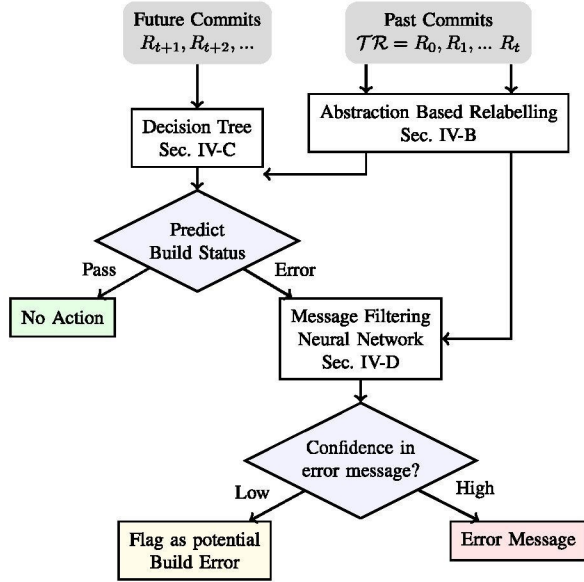 Future Commits
R_{t+1}, R_{t+2}, ...
Past Commits
𝒯ℛ = R_0, R_1, ... R_t
Decision Tree
Sec. IV-C
Abstraction Based Relabelling
Sec. IV-B
Predict
Build Status
Pass
Error
No Action
Message Filtering
Neural Network
Sec. IV-D
Confidence in
error message?
Low
High
Flag as potential
Build Error
Error Message